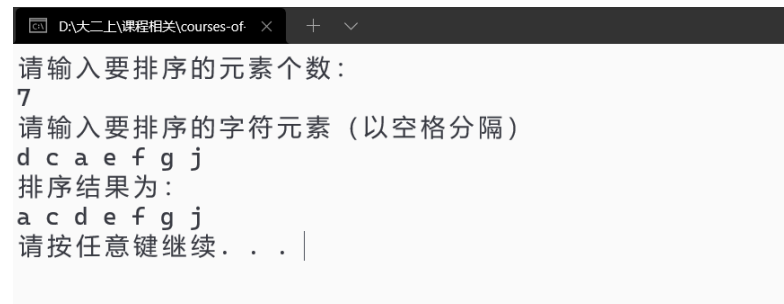 D:\大二上\课程相关\courses-of-
请输入要排序的元素个数:
7
请输入要排序的字符元素 (以空格分隔)
d c a e f g j
排序结果为:
a c d e f g j
请按任意键继续. . .